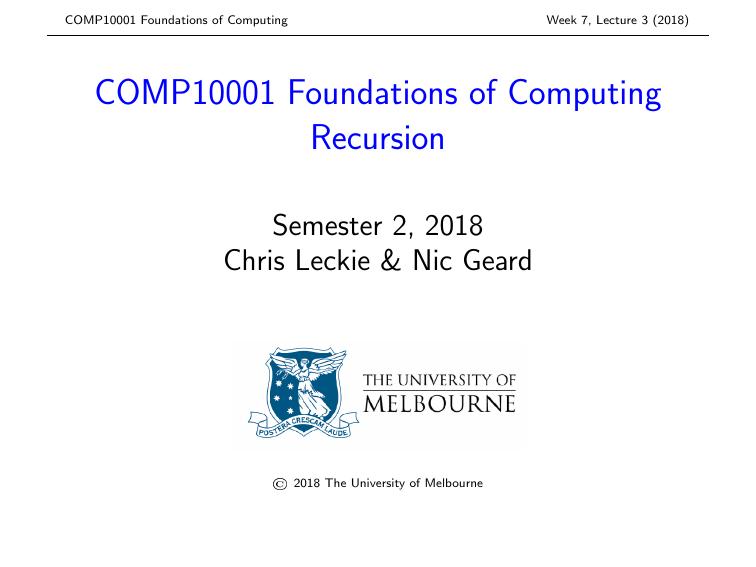 COMP10001 Foundations of Computing Week 7, Lecture 3 (2018)
COMP10001 Foundations of Computing
Recursion
Semester 2, 2018
Chris Leckie & Nic Geard
THE UNIVERSITY OF
MELBOURNE
POSTERA CRESCAM LAUDE
© 2018 The University of Melbourne